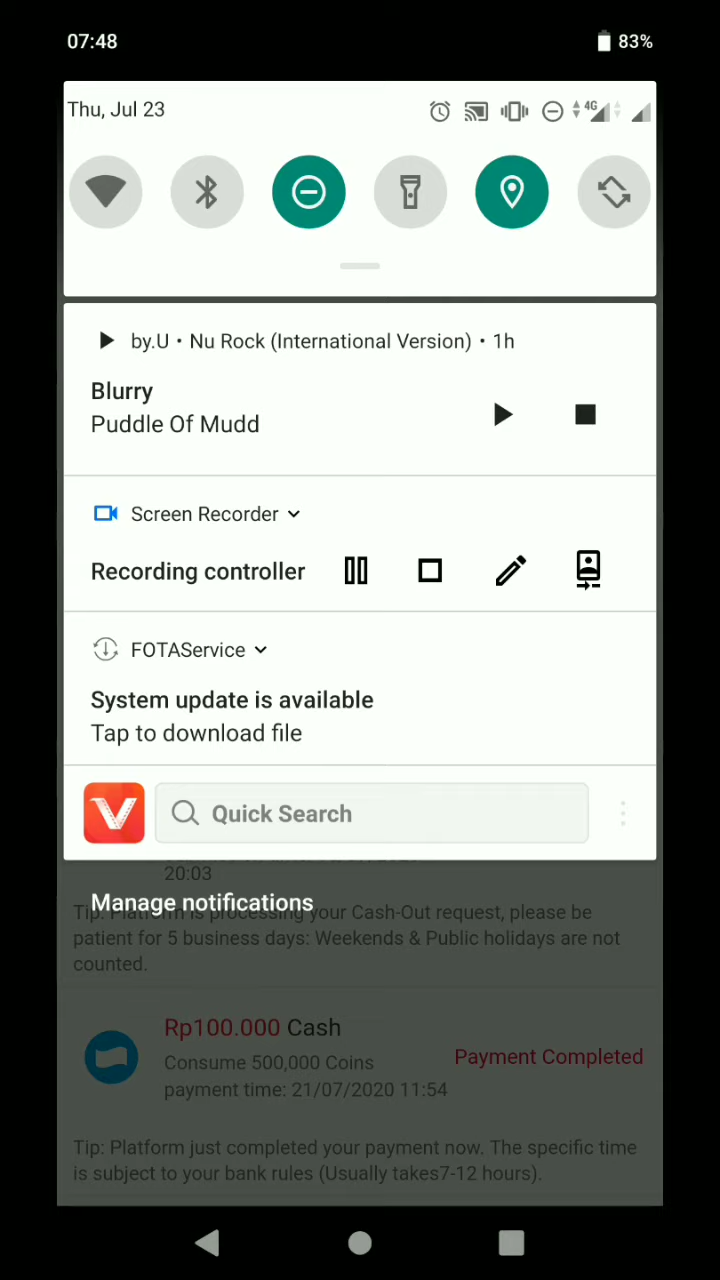 07:48
83%
Thu, Jul 23
4G
by.U • Nu Rock (International Version) • 1h
Blurry
Puddle Of Mudd
Screen Recorder
Recording controller
FOTAService
System update is available
Tap to download file
Quick Search
20:03
Manage notifications
Tip: Platform is processing your Cash-Out request, please be
patient for 5 business days: Weekends & Public holidays are not
counted.
Rp100.000 Cash
Consume 500,000 Coins
Payment Completed
payment time: 21/07/2020 11:54
Tip: Platform just completed your payment now. The specific time
is subject to your bank rules (Usually takes7-12 hours).